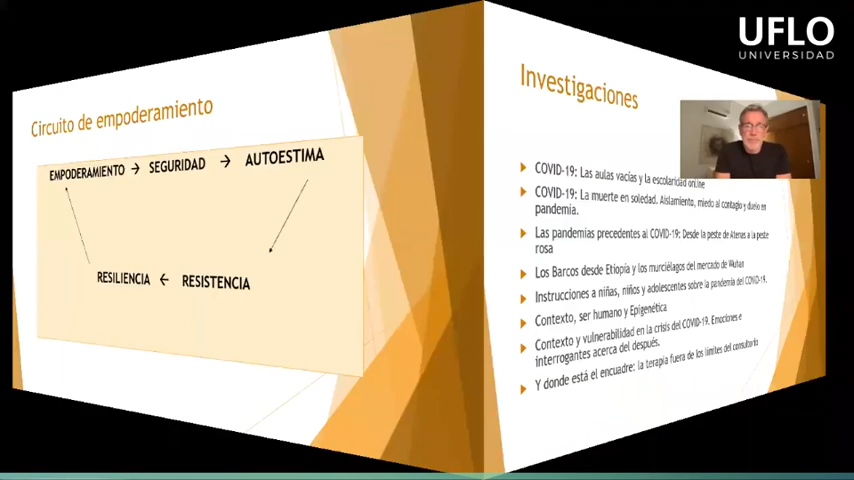 UFLO
UNIVERSIDAD
Circuito de empoderamiento
EMPODERAMIENTO → SEGURIDAD → AUTOESTIMA
RESILIENCIA ← RESISTENCIA
Investigaciones
COVID-19: Las aulas vacías y la escolaridad online
COVID-19: La muerte en soledad. Aislamiento, miedo al contagio y duelo en
pandemia.
Las pandemias precedentes al COVID-19: Desde la peste de Atenas a la peste
rosa
Los Barcos desde Etiopía y los murciélagos del mercado de Wuhan
Instrucciones a niñas, niños y adolescentes sobre la pandemia del COVID-19.
Contexto, ser humano y Epigenética
Contexto y vulnerabilidad en la crisis del COVID-19. Emociones e
interrogantes acerca del después.
Y donde está el encuadre: la terapia fuera de los límites del consultorio